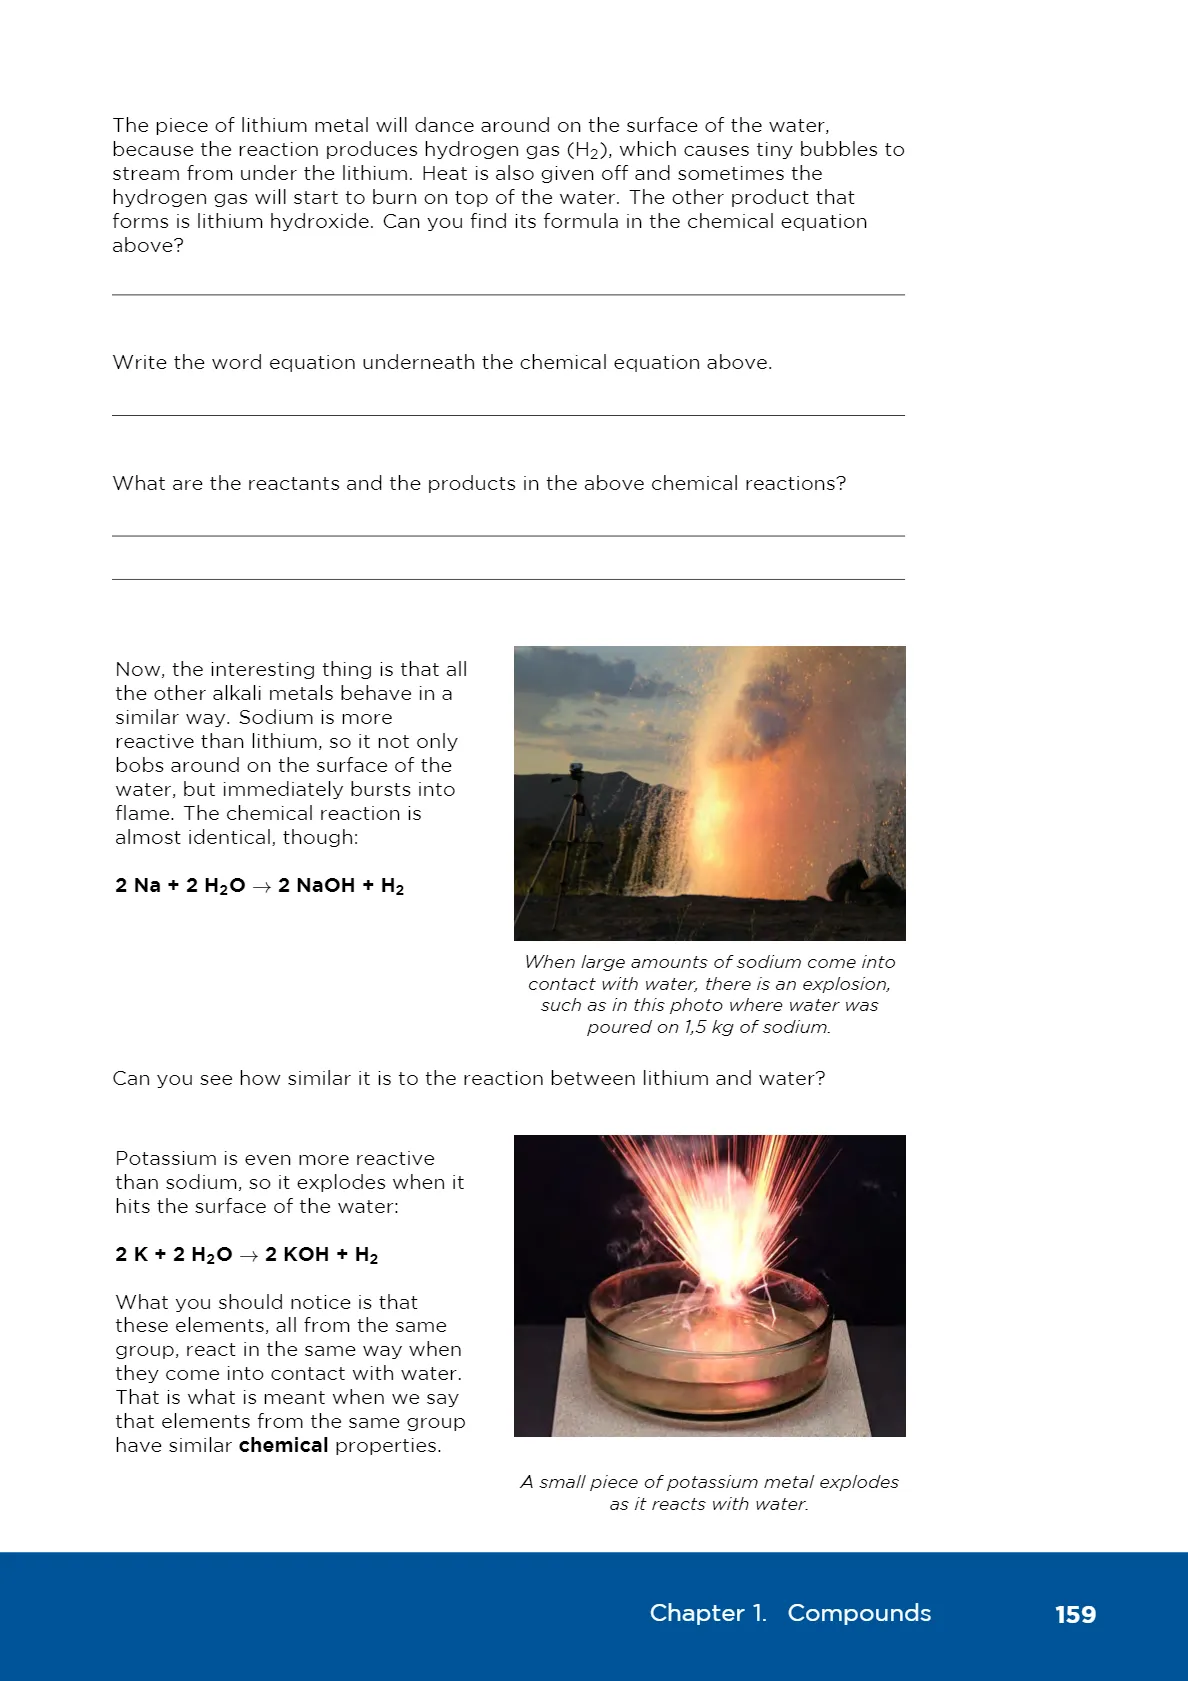 The piece of lithium metal will dance around on the surface of the water,
because the reaction produces hydrogen gas (H₂), which causes tiny bubbles to
stream from under the lithium. Heat is also given off and sometimes the
hydrogen gas will start to burn on top of the water. The other product that
forms is lithium hydroxide. Can you find its formula in the chemical equation
above?
Write the word equation underneath the chemical equation above.
What are the reactants and the products in the above chemical reactions?
Now, the interesting thing is that all
the other alkali metals behave in a
similar way. Sodium is more
reactive than lithium, so it not only
bobs around on the surface of the
water, but immediately bursts into
flame. The chemical reaction is
almost identical, though:
2 Na + 2 H₂O → 2 NaOH + H₂
When large amounts of sodium come into
contact with water, there is an explosion,
such as in this photo where water was
poured on 1,5 kg of sodium.
Can you see how similar it is to the reaction between lithium and water?
Potassium is even more reactive
than sodium, so it explodes when it
hits the surface of the water:
2 K + 2 H₂O → 2 KOH + H₂
What you should notice is that
these elements, all from the same
group, react in the same way when
they come into contact with water.
That is what is meant when we say
that elements from the same group
have similar chemical properties.
A small piece of potassium metal explodes
as it reacts with water.
Chapter 1. Compounds 159